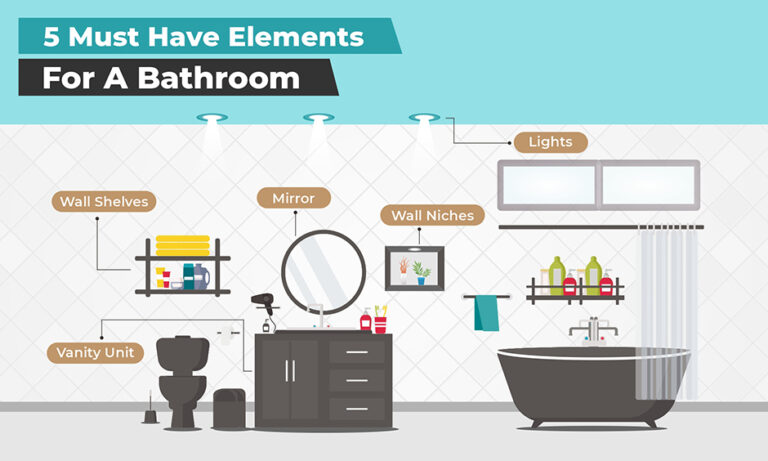 5 Must Have Elements
For A Bathroom
Lights
Wall Shelves
Mirror
Wall Niches
Vanity Unit